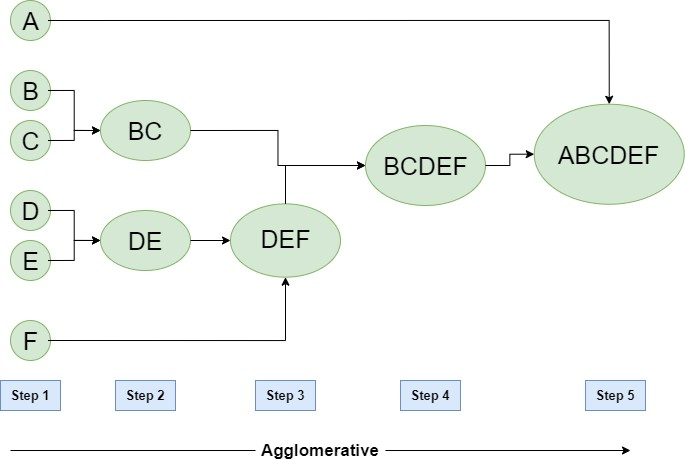 A
B
C
BC
D
E
DE
DEF
F
BCDEF
ABCDEF
Step 1
Step 2
Step 3
Step 4
Step 5
Agglomerative